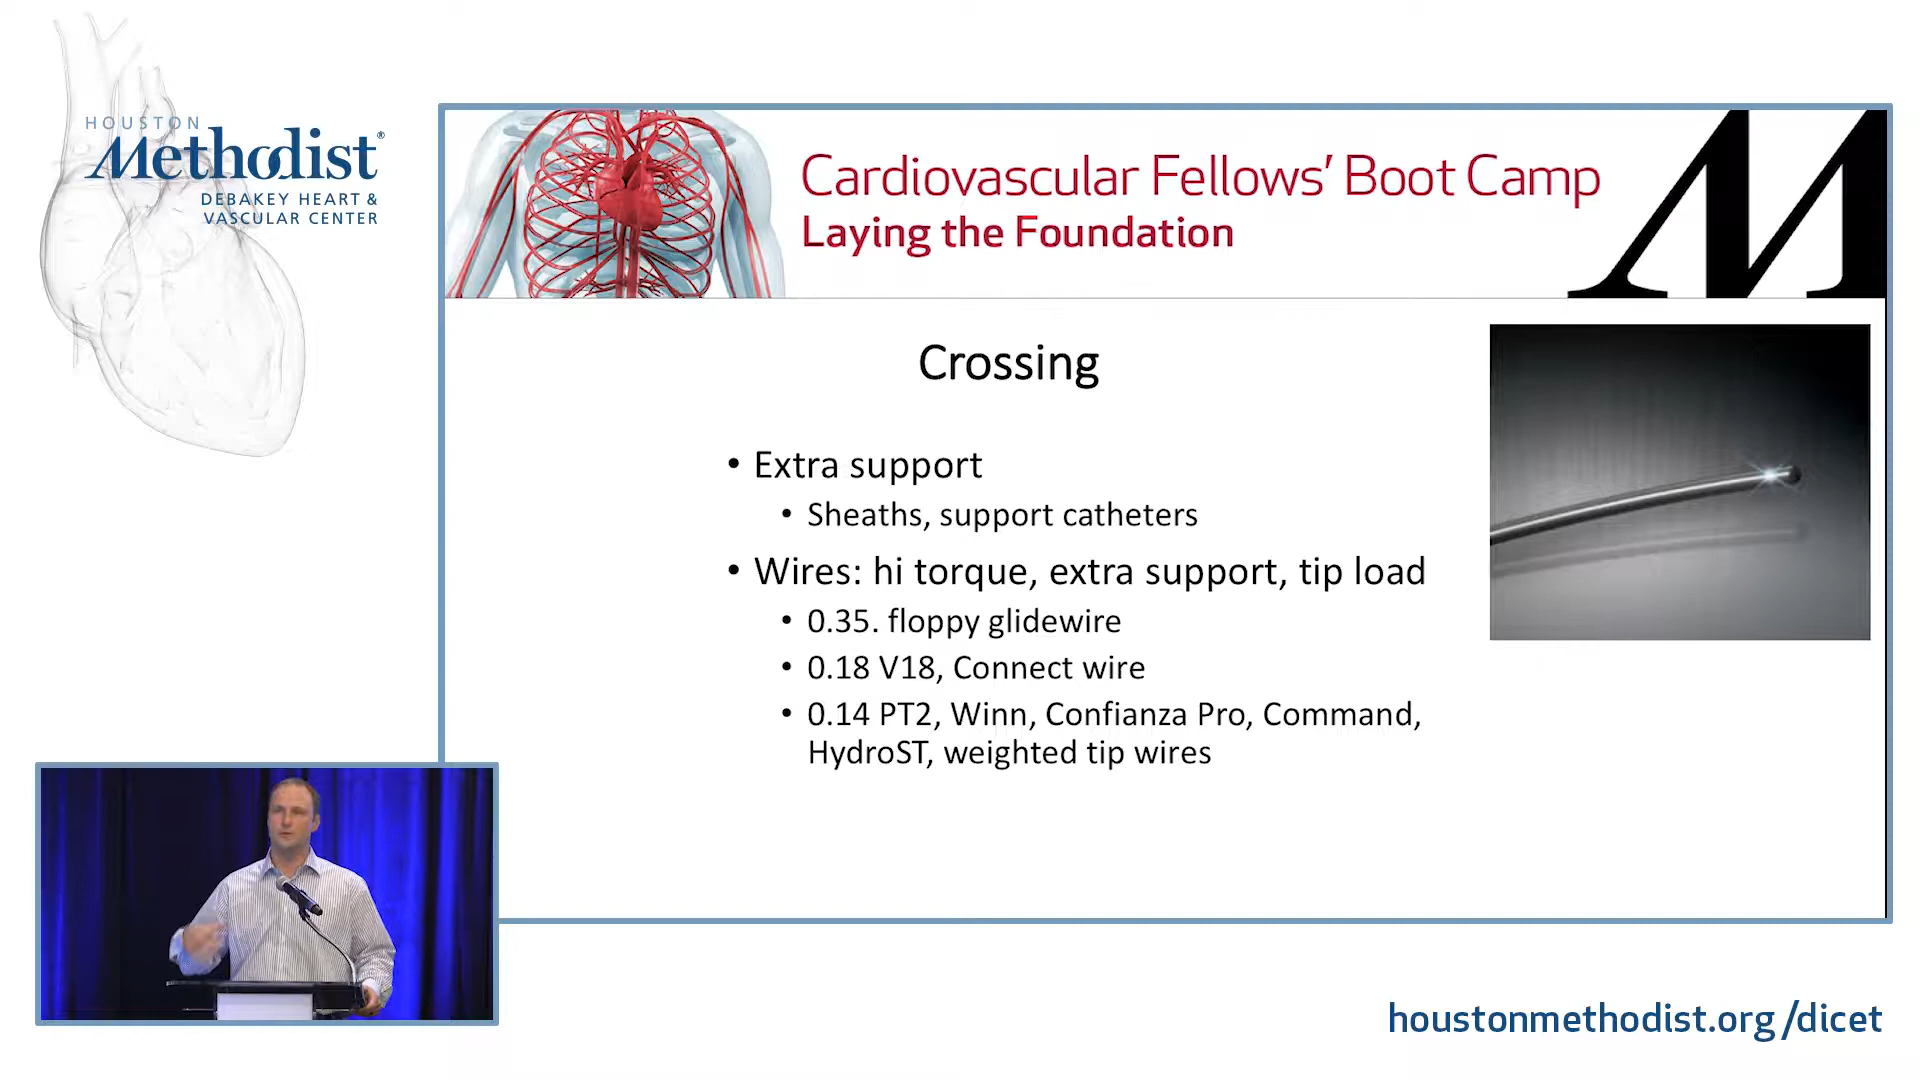 HOUSTON
Methodist®
DEBAKEY HEART &
VASCULAR CENTER
Cardiovascular Fellows’ Boot Camp
Laying the Foundation
M
Crossing
• Extra support
• Sheaths, support catheters
• Wires: hi torque, extra support, tip load
• 0.35. floppy glidewire
• 0.18 V18, Connect wire
• 0.14 PT2, Winn, Confianza Pro, Command,
HydroST, weighted tip wires
houstonmethodist.org/dicet